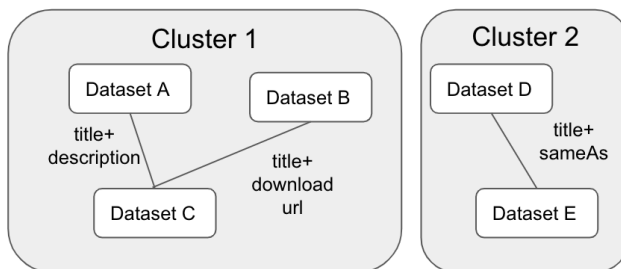 Cluster 1
Dataset A
Dataset B
title+
description
title+
download
url
Dataset C
Cluster 2
Dataset D
title+
sameAs
Dataset E